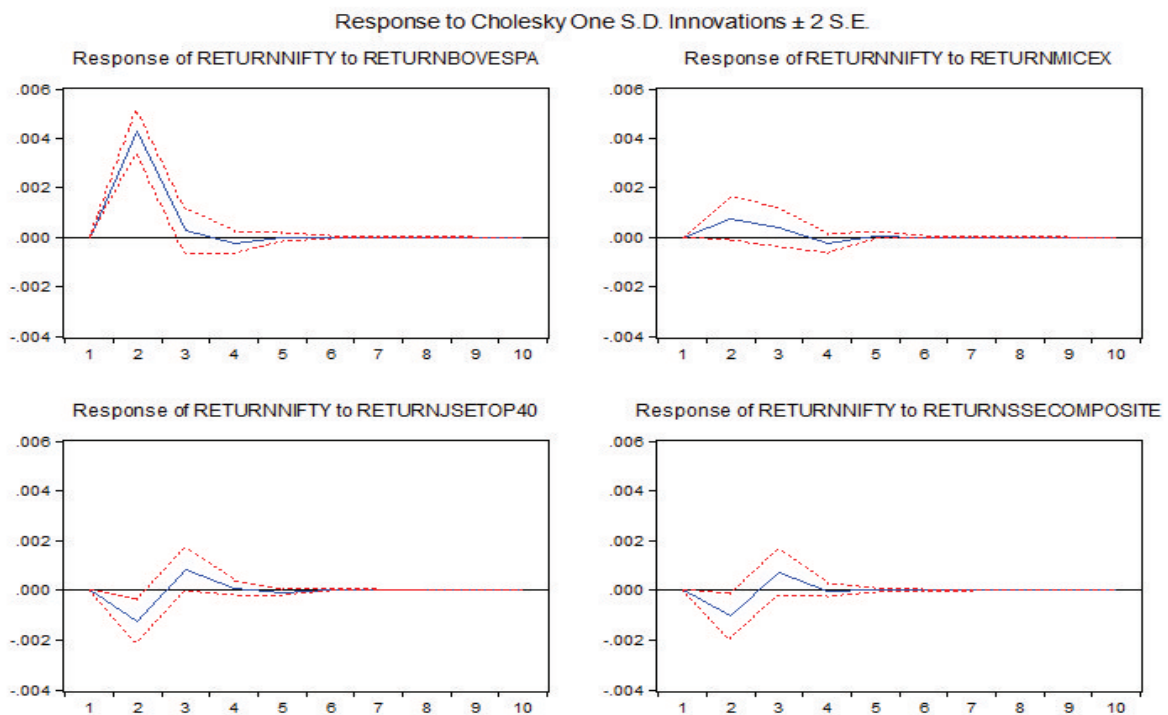 Response to Cholesky One S.D. Innovations ± 2 S.E.
Response of RETURNNIFTY to RETURNBOVESPA
.006
.004
.002
.000
-.002
-.004
1 2 3 4 5 6 7 8 9 10
Response of RETURNNIFTY to RETURNMICEX
.006
.004
.002
.000
-.002
-.004
1 2 3 4 5 6 7 8 9 10
Response of RETURNNIFTY to RETURNJSETOP40
.006
.004
.002
.000
-.002
-.004
1 2 3 4 5 6 7 8 9 10
Response of RETURNNIFTY to RETURNSSECOMPOSITE
.006
.004
.002
.000
-.002
-.004
1 2 3 4 5 6 7 8 9 10